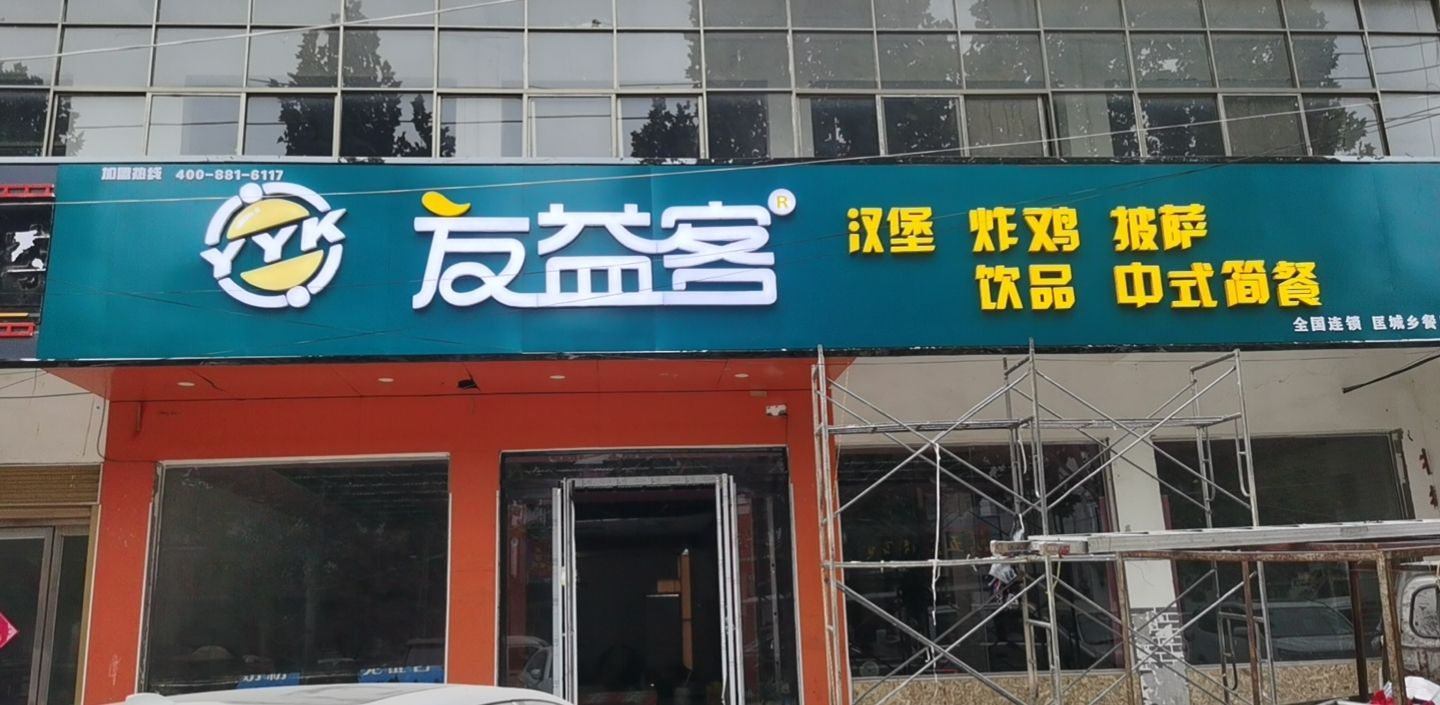 加盟热线 400-881-6117
YYK
友益客®
汉堡 炸鸡 披萨
饮品 中式简餐
全国连锁 匡城乡餐